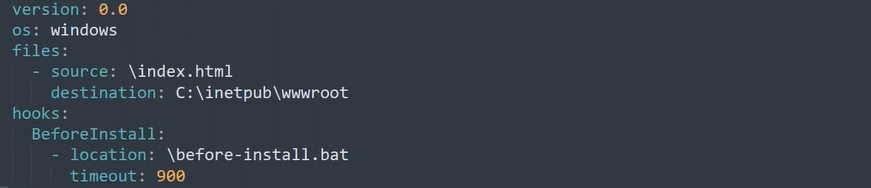 version: 0.0
os: windows
files:
  - source: \index.html
    destination: C:\inetpub\wwwroot
hooks:
  BeforeInstall:
    - location: \before-install.bat
      timeout: 900